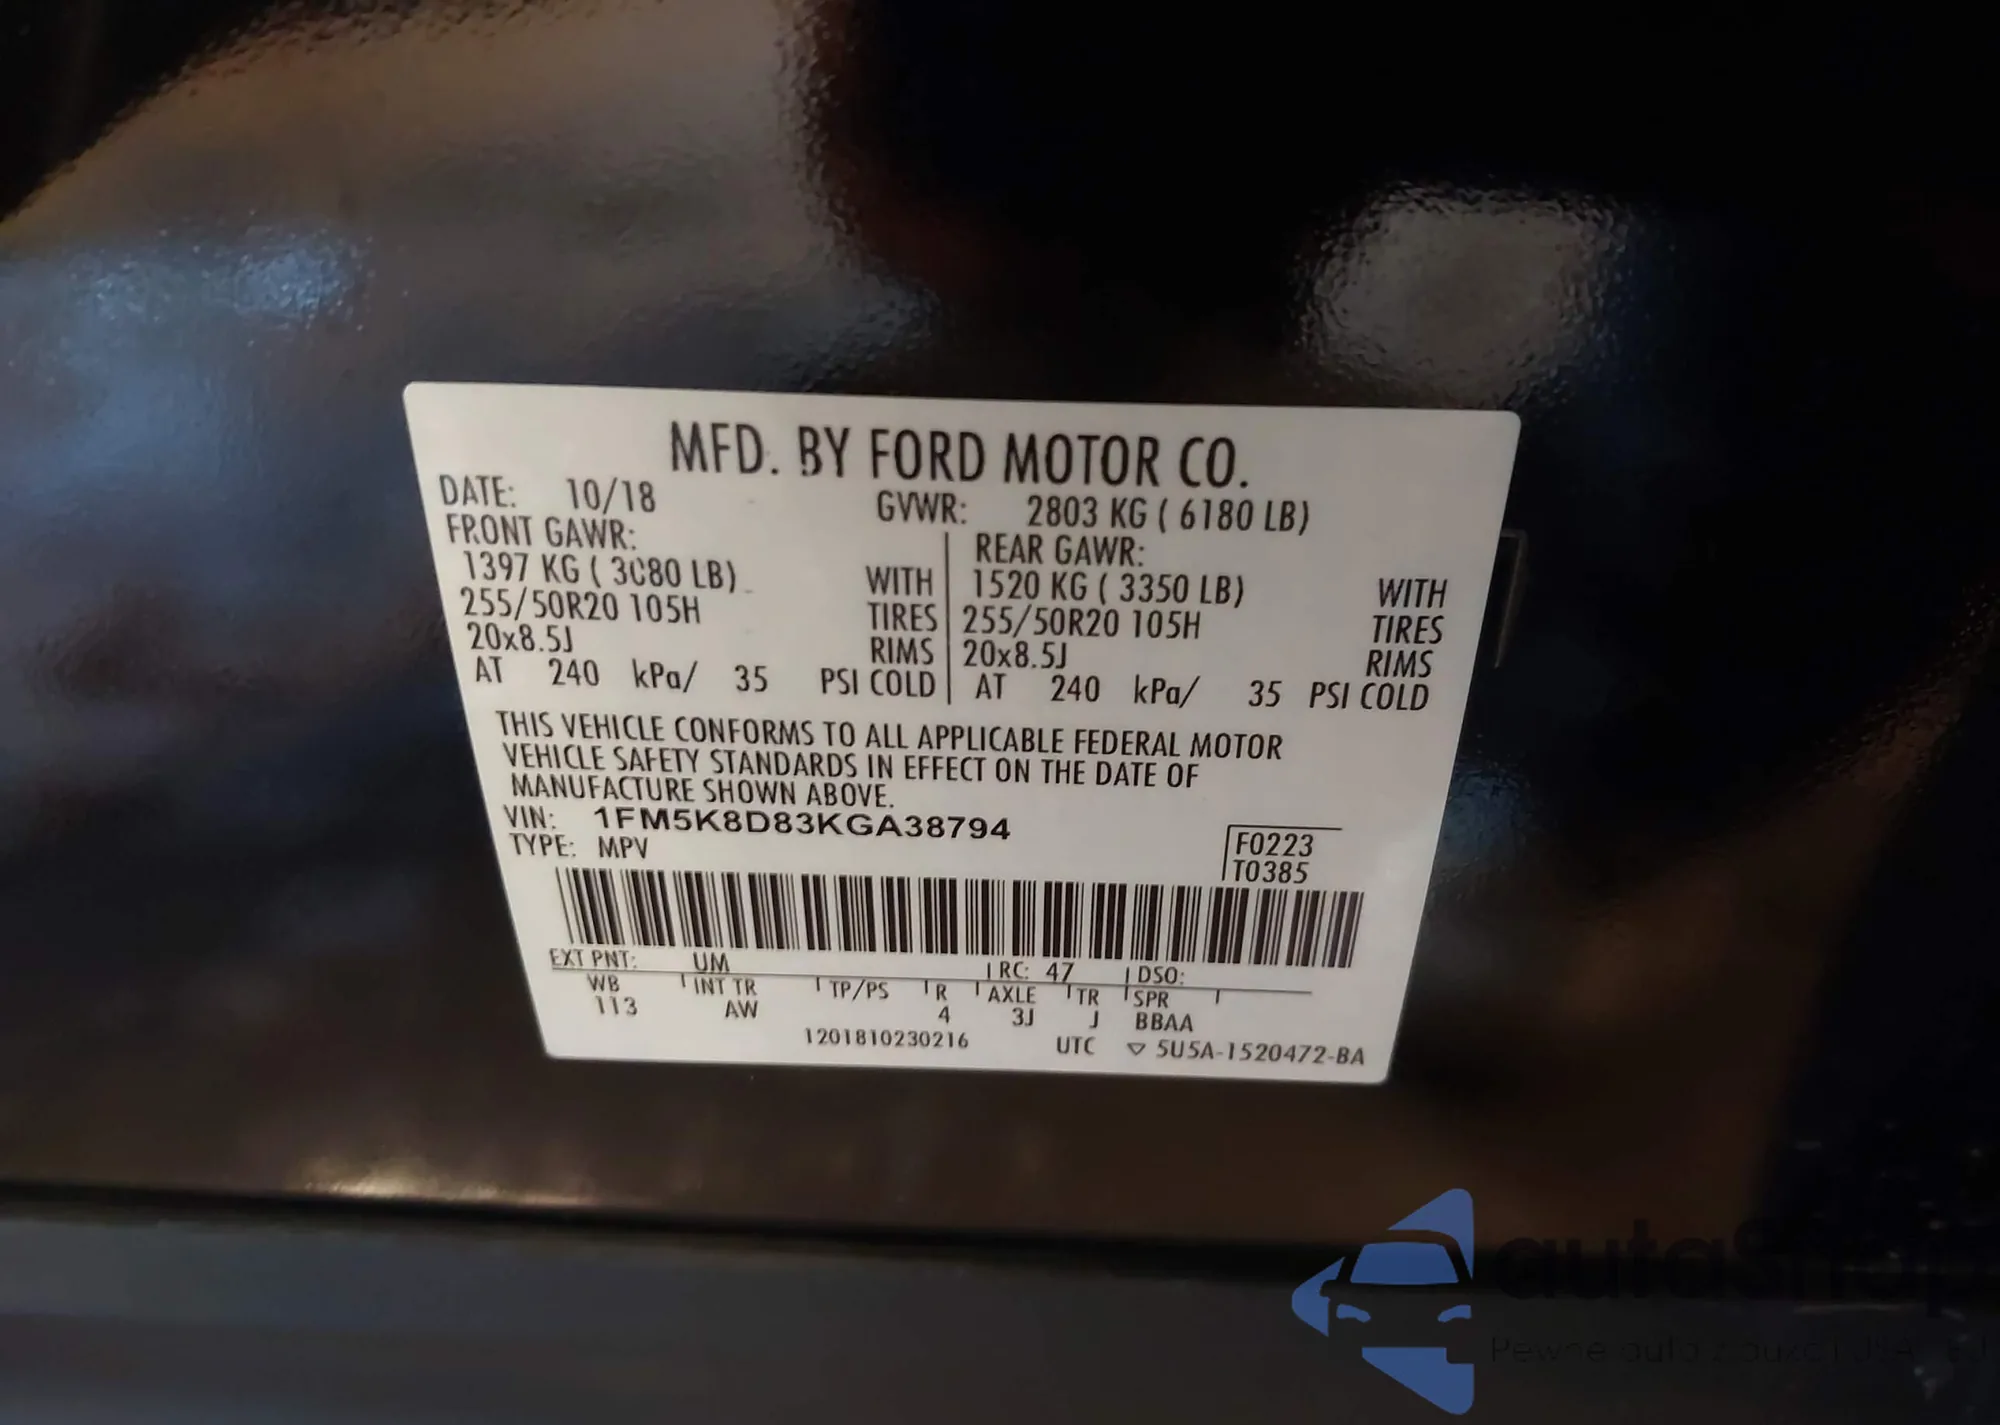 MFD. BY FORD MOTOR CO.
DATE: 10/18 GVWR: 2803 KG ( 6180 LB)
FRONT GAWR: REAR GAWR:
1397 KG ( 3080 LB) WITH 1520 KG ( 3350 LB) WITH
255/50R20 105H TIRES 255/50R20 105H TIRES
20x8.5J RIMS 20x8.5J RIMS
AT 240 kPa/ 35 PSI COLD AT 240 kPa/ 35 PSI COLD
THIS VEHICLE CONFORMS TO ALL APPLICABLE FEDERAL MOTOR
VEHICLE SAFETY STANDARDS IN EFFECT ON THE DATE OF
MANUFACTURE SHOWN ABOVE.
VIN: 1FM5K8D83KGA38794
TYPE: MPV
F0223
T0385
EXT PNT: UM RC: 47 DSO:
WB INT TR TP/PS R AXLE TR SPR
113 AW 4 3J J BBAA
1201810230216 UTC ▽ 5U5A-1520472-BA
autaShop
Pewne auto z